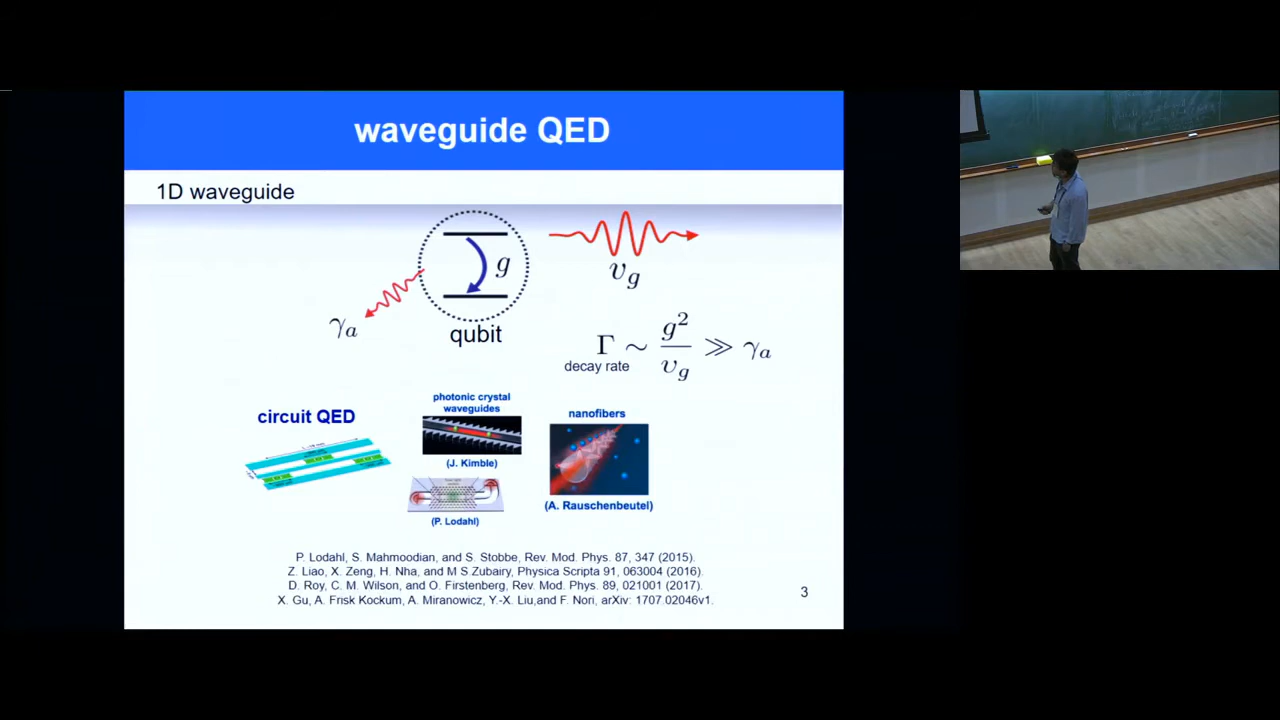 waveguide QED
1D waveguide
g
v_g
γ_a
qubit
Γ ∼ g²/v_g ≫ γ_a
decay rate
circuit QED
photonic crystal
waveguides
(J. Kimble)
(P. Lodahl)
nanofibers
(A. Rauschenbeutel)
P. Lodahl, S. Mahmoodian, and S. Stobbe, Rev. Mod. Phys. 87, 347 (2015).
Z. Liao, X. Zeng, H. Nha, and M S Zubairy, Physica Scripta 91, 063004 (2016).
D. Roy, C. M. Wilson, and O. Firstenberg, Rev. Mod. Phys. 89, 021001 (2017).
X. Gu, A. Frisk Kockum, A. Miranowicz, Y.-X. Liu,and F. Nori, arXiv: 1707.02046v1.
3